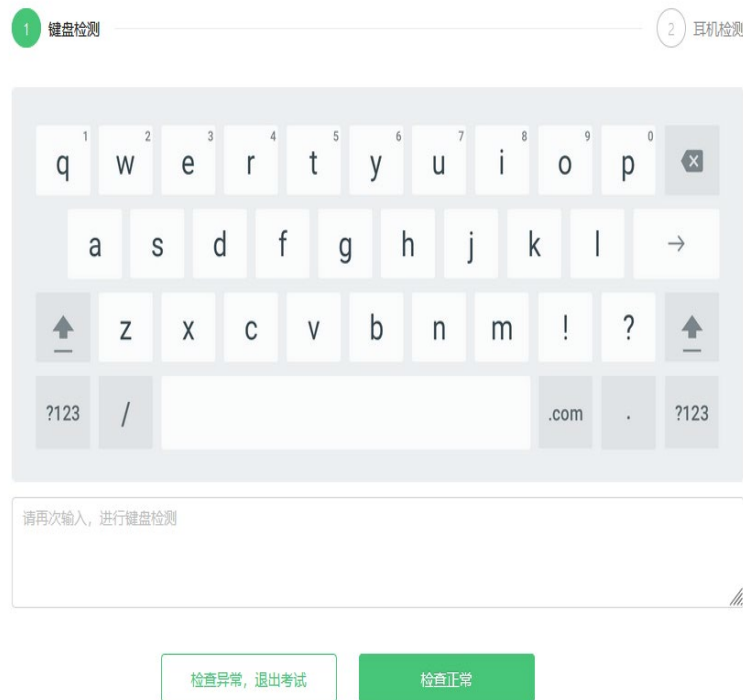 1 键盘检测 2 耳机检测
1 2 3 4 5 6 7 8 9 0
q w e r t y u i o p
a s d f g h j k l
z x c v b n m ! ?
?123 / .com . ?123
请再次输入，进行键盘检测
检查异常，退出考试 检查正常